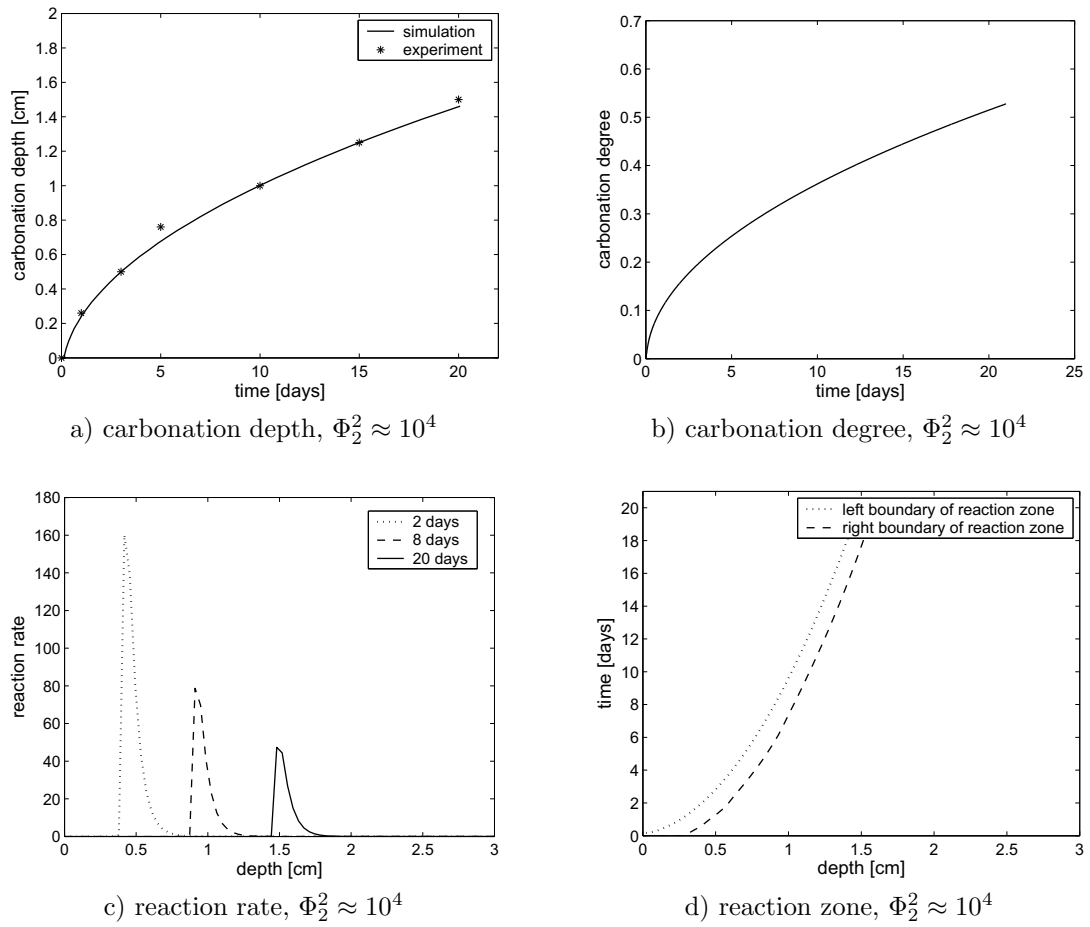 2
1.8
1.6
1.4
1.2
1
0.8
0.6
0.4
0.2
0
carbonation depth [cm]
simulation
experiment
0 5 10 15 20
time [days]
a) carbonation depth, Φ₂² ≈ 10⁴
0.7
0.6
0.5
0.4
0.3
0.2
0.1
0
carbonation degree
0 5 10 15 20 25
time [days]
b) carbonation degree, Φ₂² ≈ 10⁴
180
160
140
120
100
80
60
40
20
0
reaction rate
2 days
8 days
20 days
0 0.5 1 1.5 2 2.5 3
depth [cm]
c) reaction rate, Φ₂² ≈ 10⁴
20
18
16
14
12
10
8
6
4
2
0
time [days]
left boundary of reaction zone
right boundary of reaction zone
0 0.5 1 1.5 2 2.5 3
depth [cm]
d) reaction zone, Φ₂² ≈ 10⁴